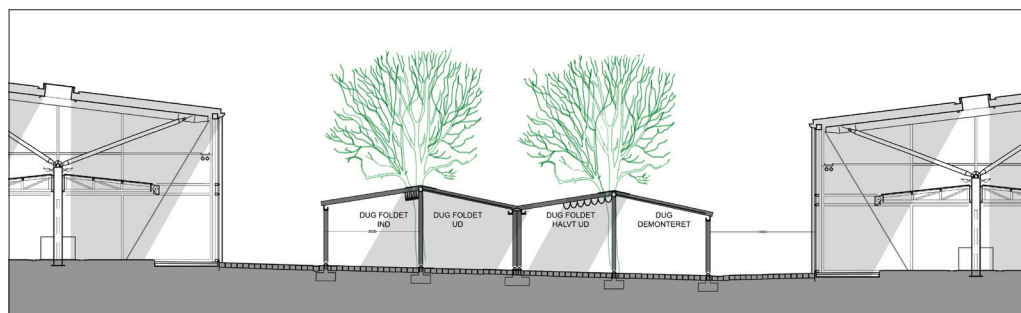 DUG FOLDET
IND
DUG FOLDET
UD
DUG FOLDET
HALVT UD
DUG
DEMONTERET